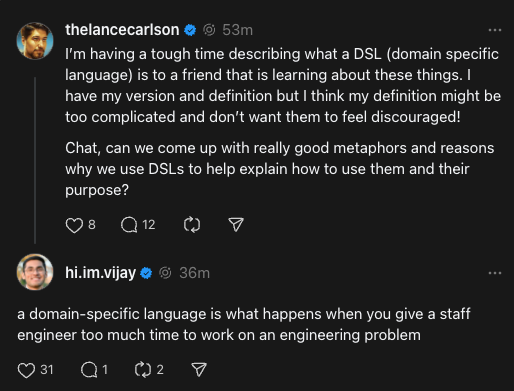 thelancecarlson 53m
I’m having a tough time describing what a DSL (domain specific
language) is to a friend that is learning about these things. I
have my version and definition but I think my definition might be
too complicated and don’t want them to feel discouraged!
Chat, can we come up with really good metaphors and reasons
why we use DSLs to help explain how to use them and their
purpose?
8 12
hi.im.vijay 36m
a domain-specific language is what happens when you give a staff
engineer too much time to work on an engineering problem
31 1 2